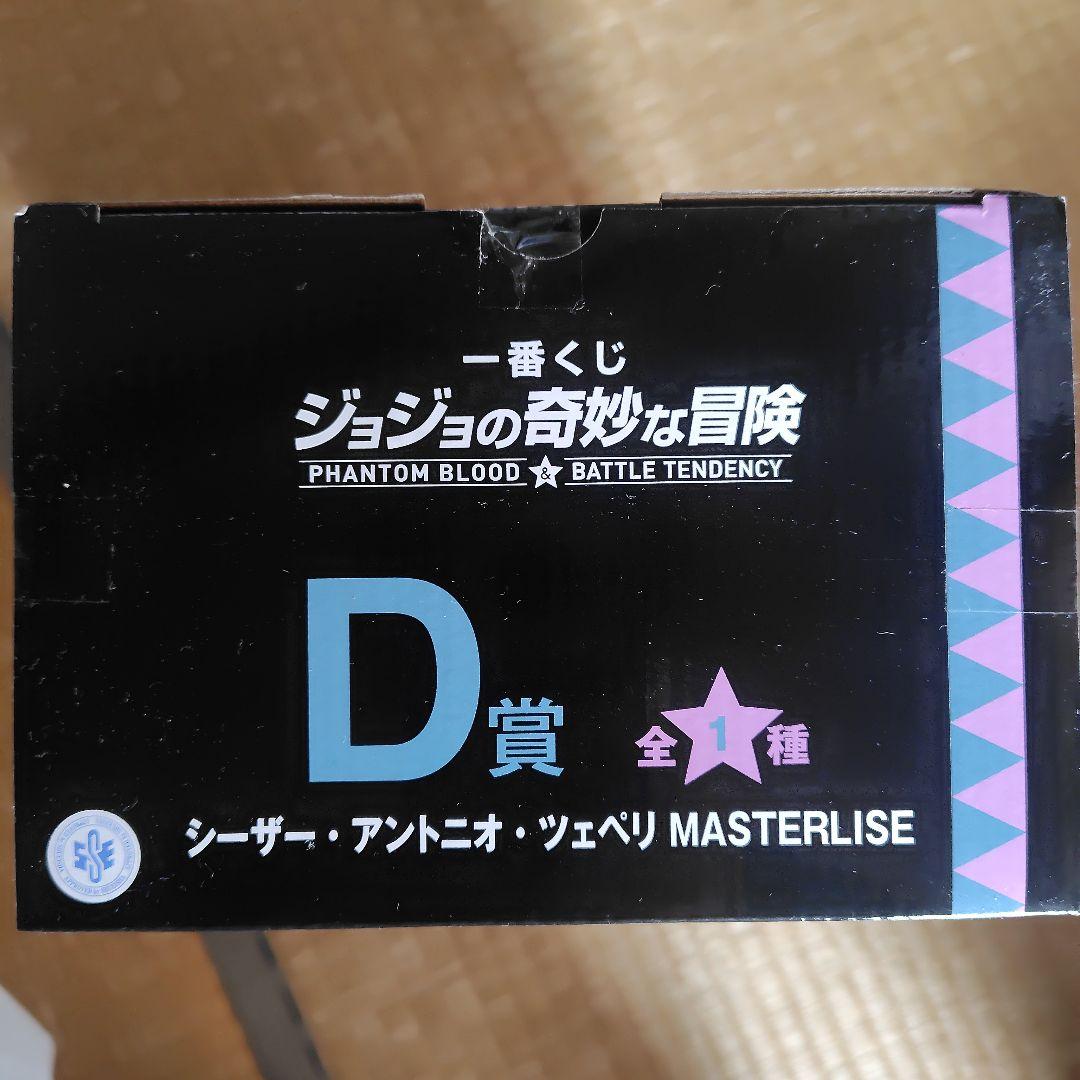 一番くじ
ジョジョの奇妙な冒険
PHANTOM BLOOD & BATTLE TENDENCY
D賞 全1種
シーザー・アントニオ・ツェペリ MASTERLISE